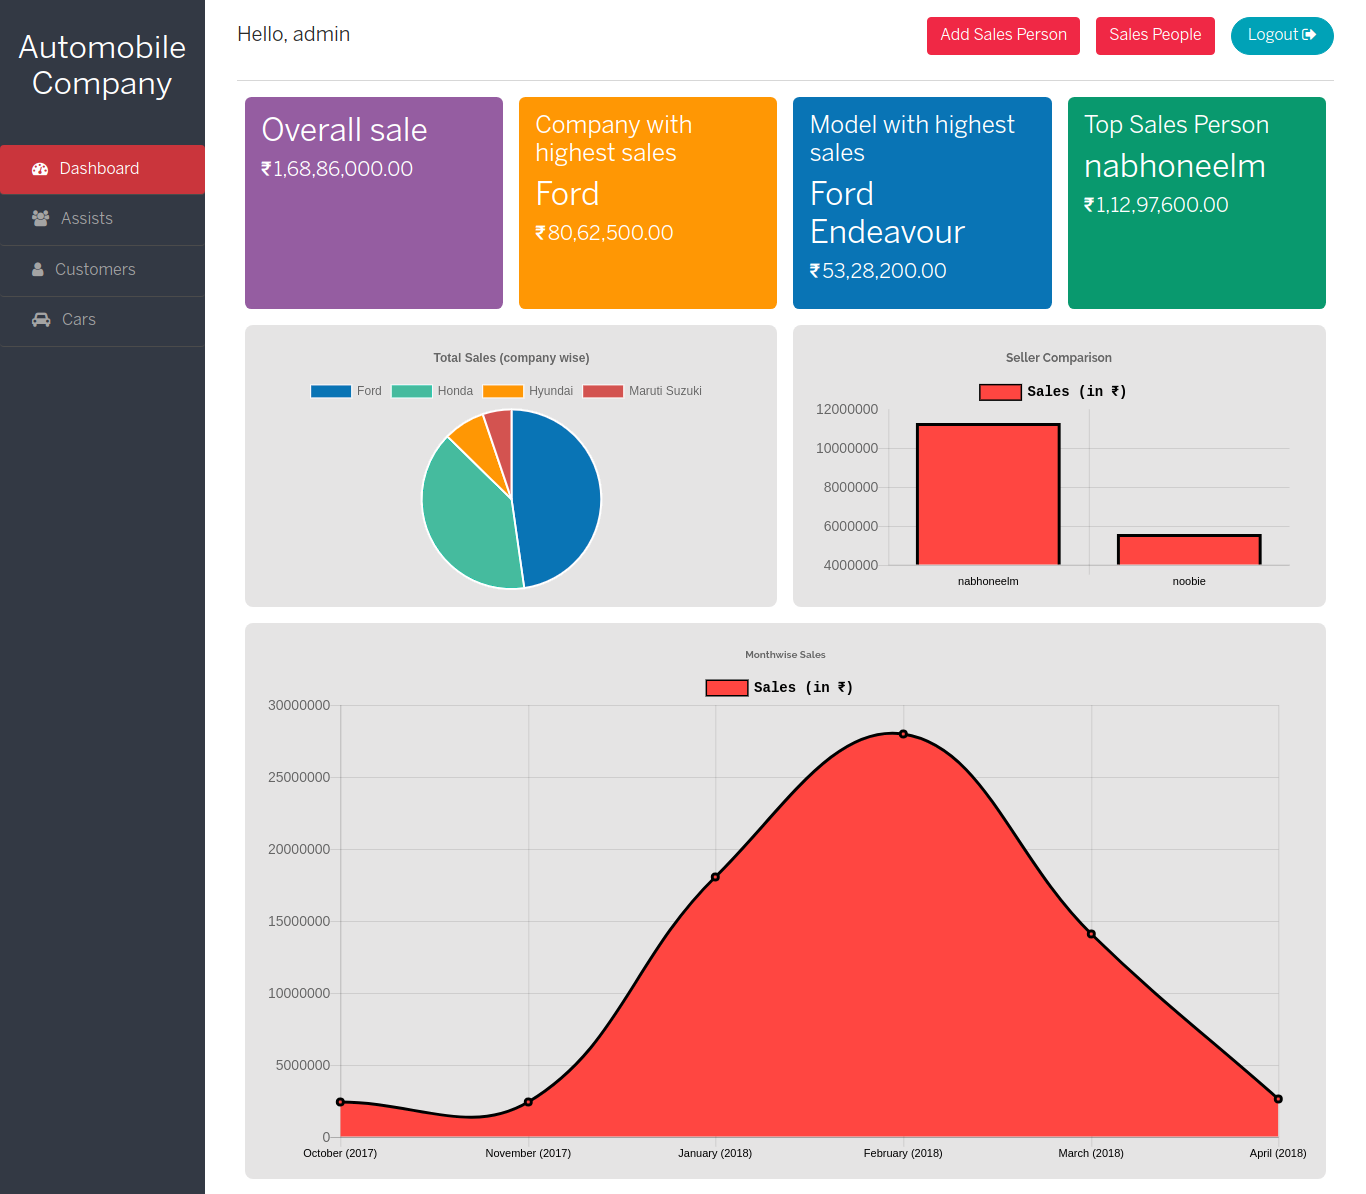 Automobile
Company
Dashboard
Assists
Customers
Cars
Hello, admin
Add Sales Person
Sales People
Logout
Overall sale
₹1,68,86,000.00
Company with
highest sales
Ford
₹80,62,500.00
Model with highest
sales
Ford
Endeavour
₹53,28,200.00
Top Sales Person
nabhoneelm
₹1,12,97,600.00
Total Sales (company wise)
Ford
Honda
Hyundai
Maruti Suzuki
Seller Comparison
Sales (in ₹)
12000000
10000000
8000000
6000000
4000000
nabhoneelm
noobie
Monthwise Sales
Sales (in ₹)
30000000
25000000
20000000
15000000
10000000
5000000
0
October (2017)
November (2017)
January (2018)
February (2018)
March (2018)
April (2018)